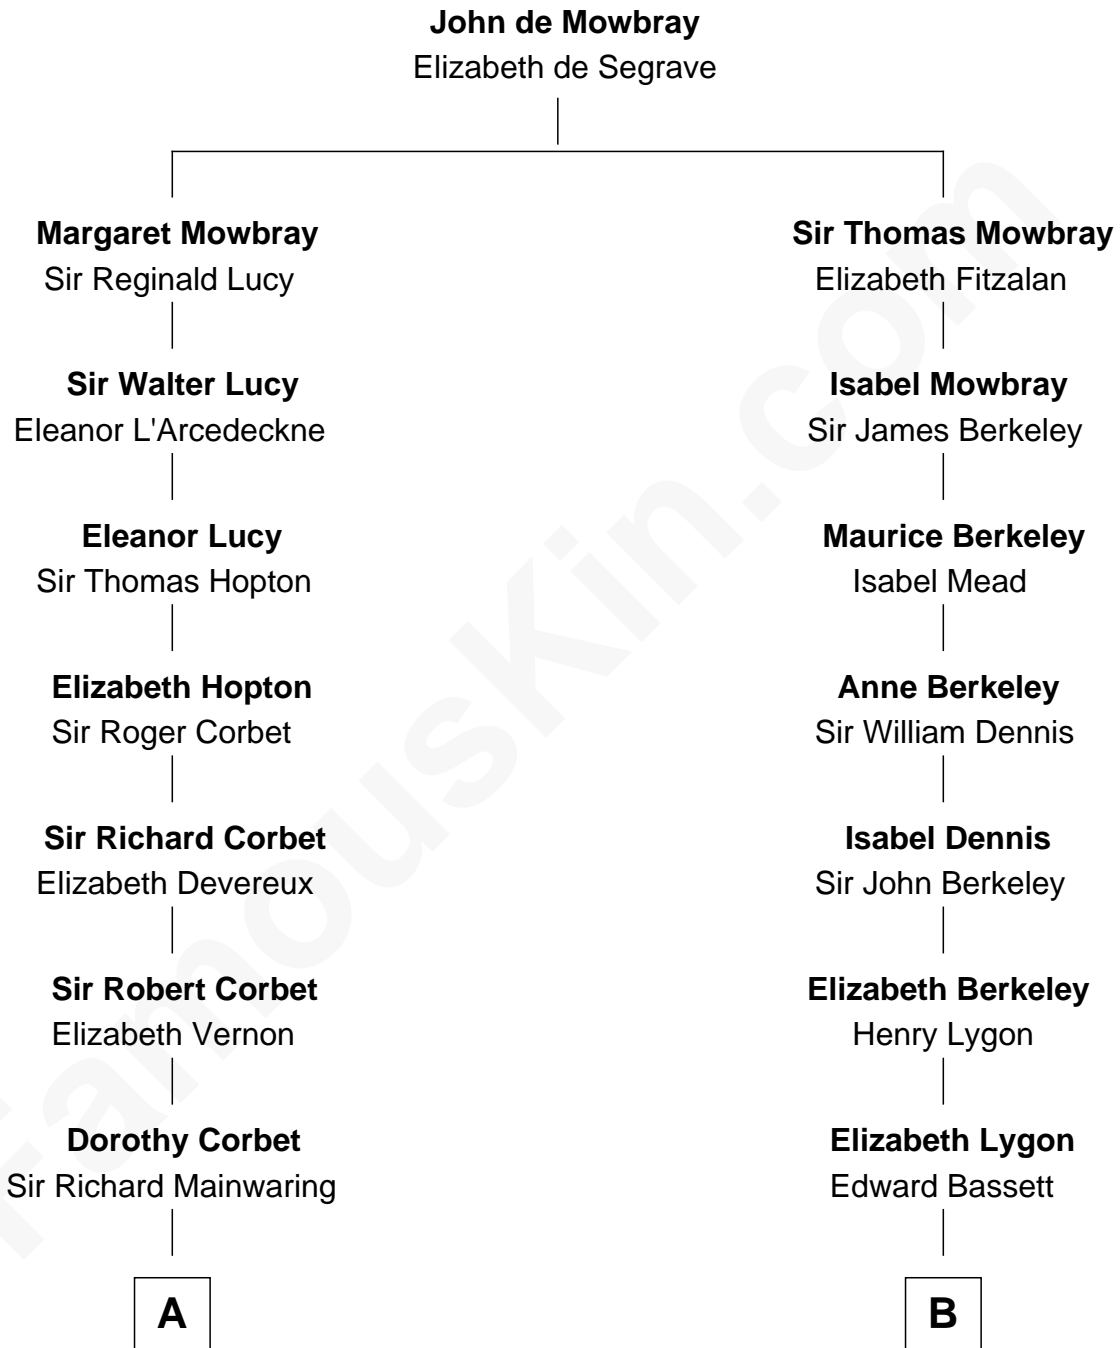 John de Mowbray
Elizabeth de Segrave
Margaret Mowbray
Sir Reginald Lucy
Sir Thomas Mowbray
Elizabeth Fitzalan
Sir Walter Lucy
Eleanor L'Arcedeckne
Isabel Mowbray
Sir James Berkeley
Eleanor Lucy
Sir Thomas Hopton
Maurice Berkeley
Isabel Mead
Elizabeth Hopton
Sir Roger Corbet
Anne Berkeley
Sir William Dennis
Sir Richard Corbet
Elizabeth Devereux
Isabel Dennis
Sir John Berkeley
Sir Robert Corbet
Elizabeth Vernon
Elizabeth Berkeley
Henry Lygon
Dorothy Corbet
Sir Richard Mainwaring
Elizabeth Lygon
Edward Bassett
A
B
FamousKin.com